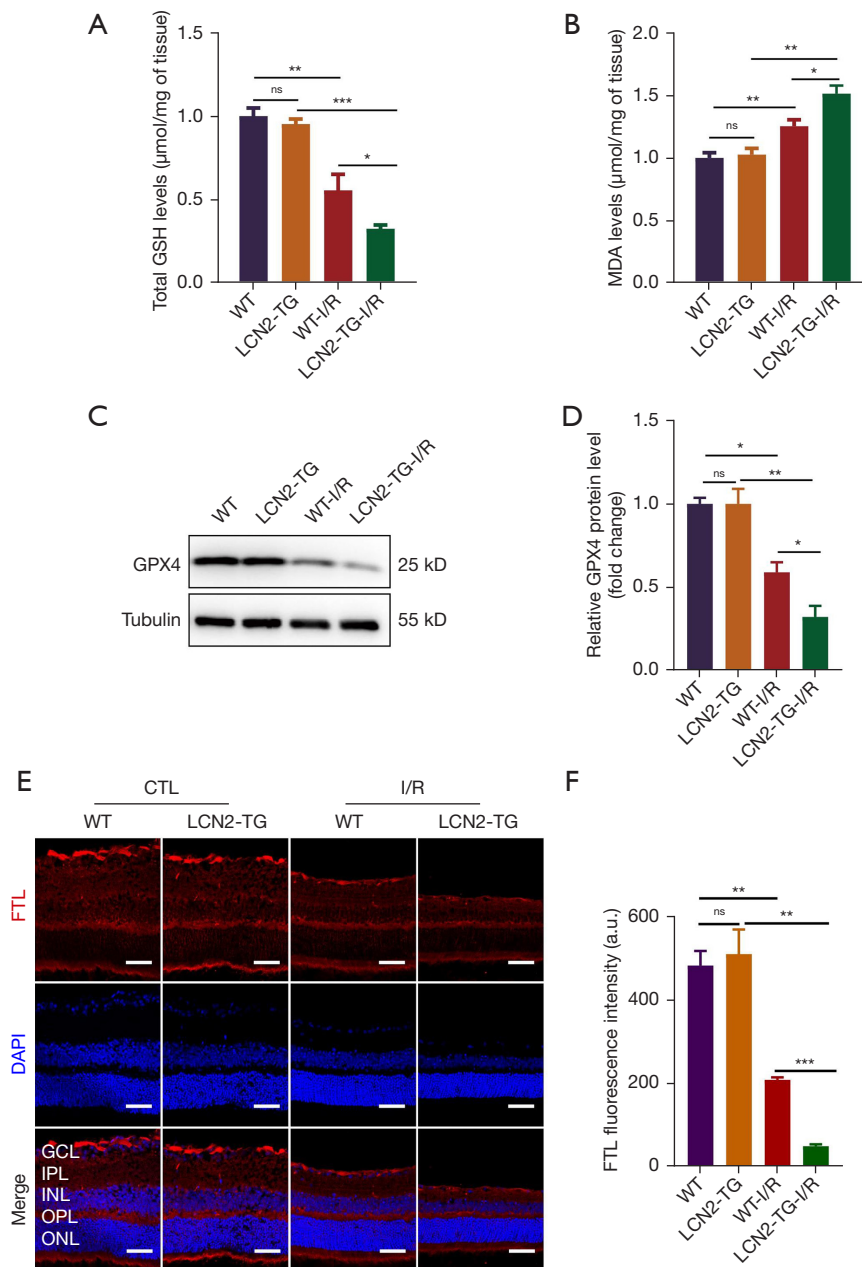 A
Total GSH levels (μmol/mg of tissue)
1.0
0.5
0.0
**
ns
***
*
WT
LCN2-TG
WT-I/R
LCN2-TG-I/R
B
MDA levels (μmol/mg of tissue)
2.0
1.5
1.0
0.5
0.0
**
*
**
ns
WT
LCN2-TG
WT-I/R
LCN2-TG-I/R
C
WT
LCN2-TG
WT-I/R
LCN2-TG-I/R
GPX4
25 kD
Tubulin
55 kD
D
Relative GPX4 protein level
(fold change)
1.5
1.0
0.5
0.0
*
ns
**
*
WT
LCN2-TG
WT-I/R
LCN2-TG-I/R
E
CTL
I/R
WT
LCN2-TG
WT
LCN2-TG
FTL
DAPI
Merge
GCL
IPL
INL
OPL
ONL
F
FTL fluorescence intensity (a.u.)
600
400
200
0
**
ns
**
***
WT
LCN2-TG
WT-I/R
LCN2-TG-I/R